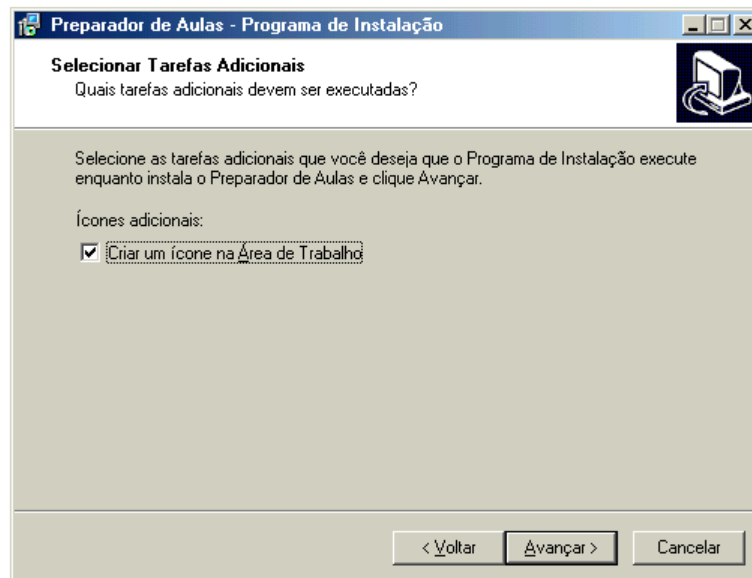 Preparador de Aulas - Programa de Instalação
Selecionar Tarefas Adicionais
Quais tarefas adicionais devem ser executadas?
Selecione as tarefas adicionais que você deseja que o Programa de Instalação execute
enquanto instala o Preparador de Aulas e clique Avançar.
Ícones adicionais:
Criar um ícone na Área de Trabalho
< Voltar
Avançar >
Cancelar